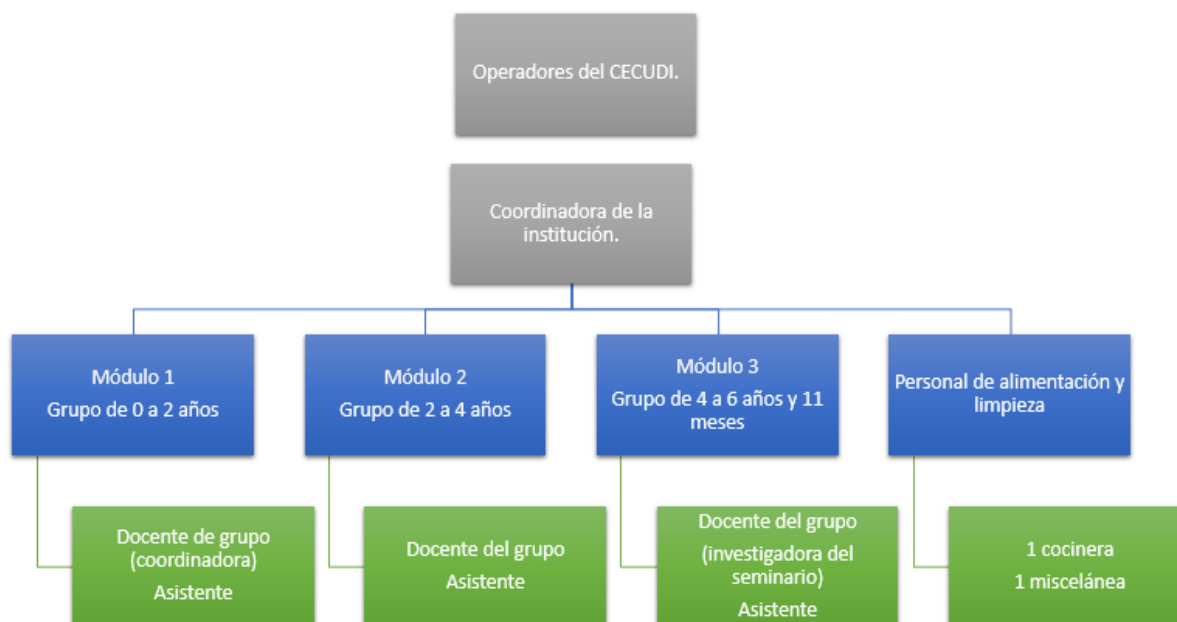 Operadores del CECUDI.
Coordinadora de la
institución.
Módulo 1
Grupo de 0 a 2 años
Módulo 2
Grupo de 2 a 4 años
Módulo 3
Grupo de 4 a 6 años y 11
meses
Personal de alimentación y
limpieza
Docente de grupo
(coordinadora)
Asistente
Docente del grupo
Asistente
Docente del grupo
(investigadora del
seminario)
Asistente
1 cocinera
1 miscelánea